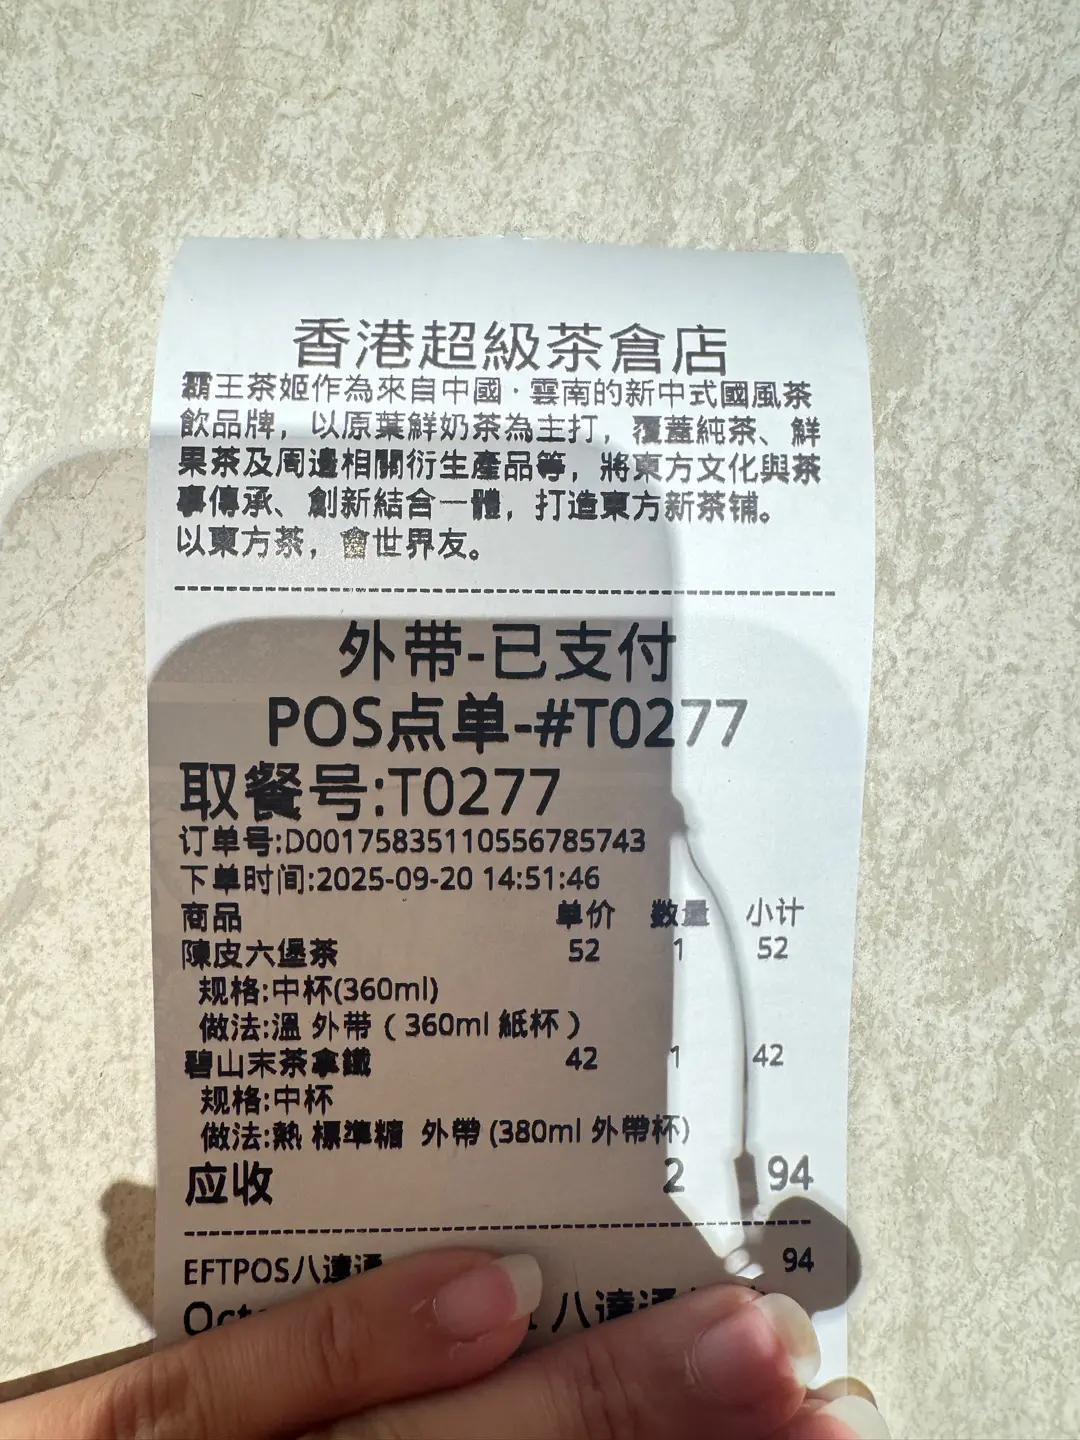 香港超級茶倉店
霸王茶姬作為來自中國·雲南的新中式國風茶
飲品牌，以原葉鮮奶茶為主打，覆蓋純茶、鮮
果茶及周邊相關衍生產品等，將東方文化與茶
事傳承、創新結合一體，打造東方新茶铺。
以東方茶，會世界友。
外带-已支付
POS点单-#T0277
取餐号:T0277
订单号:D00175835110556785743
下单时间:2025-09-20 14:51:46
商品 单价 数量 小计
陳皮六堡茶 52 1 52
规格:中杯(360ml)
做法:溫 外带（360ml 紙杯）
碧山末茶拿鐵 42 1 42
规格:中杯
做法:熱 標準糖 外帶 (380ml 外帶杯)
应收 2 94
EFTPOS八達通 94
八達通